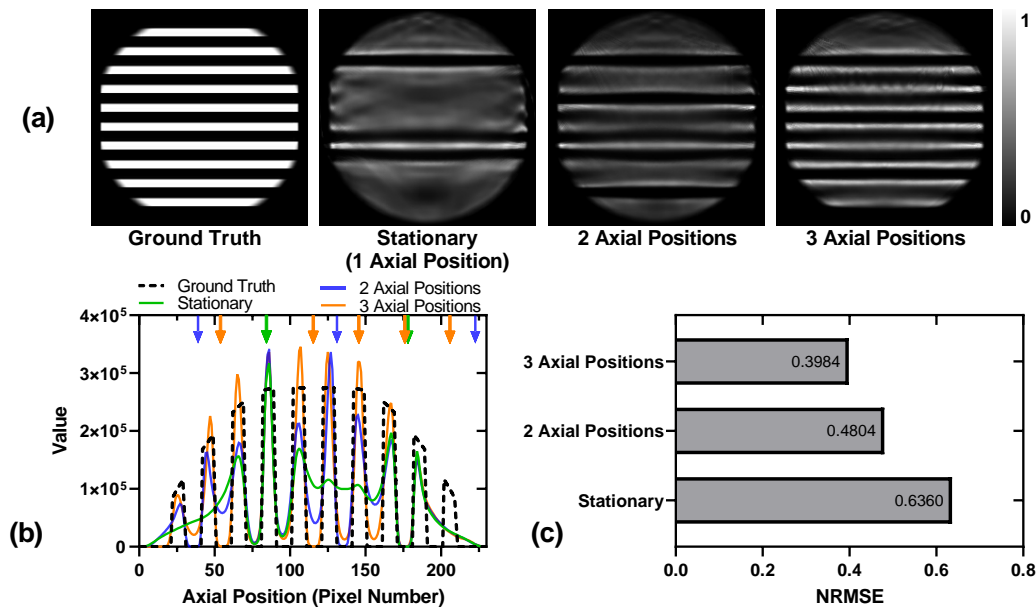 (a)
1
0
Ground Truth
Stationary
(1 Axial Position)
2 Axial Positions
3 Axial Positions
Ground Truth
Stationary
2 Axial Positions
3 Axial Positions
4×10⁵
3×10⁵
2×10⁵
1×10⁵
0
Value
0
50
100
150
200
Axial Position (Pixel Number)
(b)
3 Axial Positions
2 Axial Positions
Stationary
0.3984
0.4804
0.6360
0.0
0.2
0.4
0.6
0.8
NRMSE
(c)